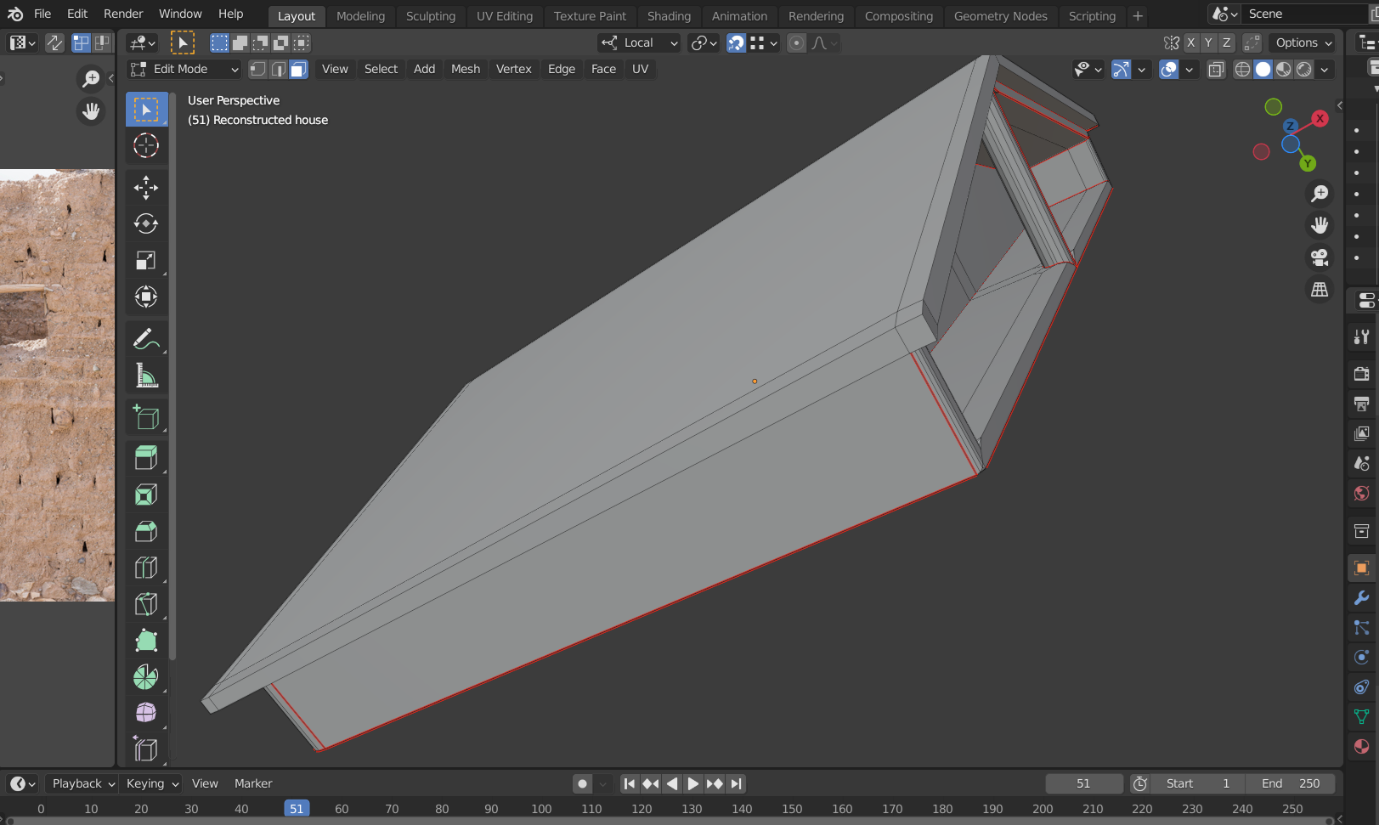 File Edit Render Window Help Layout Modeling Sculpting UV Editing Texture Paint Shading Animation Rendering Compositing Geometry Nodes Scripting + Scene
Local X Y Z Options
Edit Mode View Select Add Mesh Vertex Edge Face UV
User Perspective
(51) Reconstructed house
X
Z
Y
Playback Keying View Marker 51 Start 1 End 250
0 10 20 30 40 51 60 70 80 90 100 110 120 130 140 150 160 170 180 190 200 210 220 230 240 250